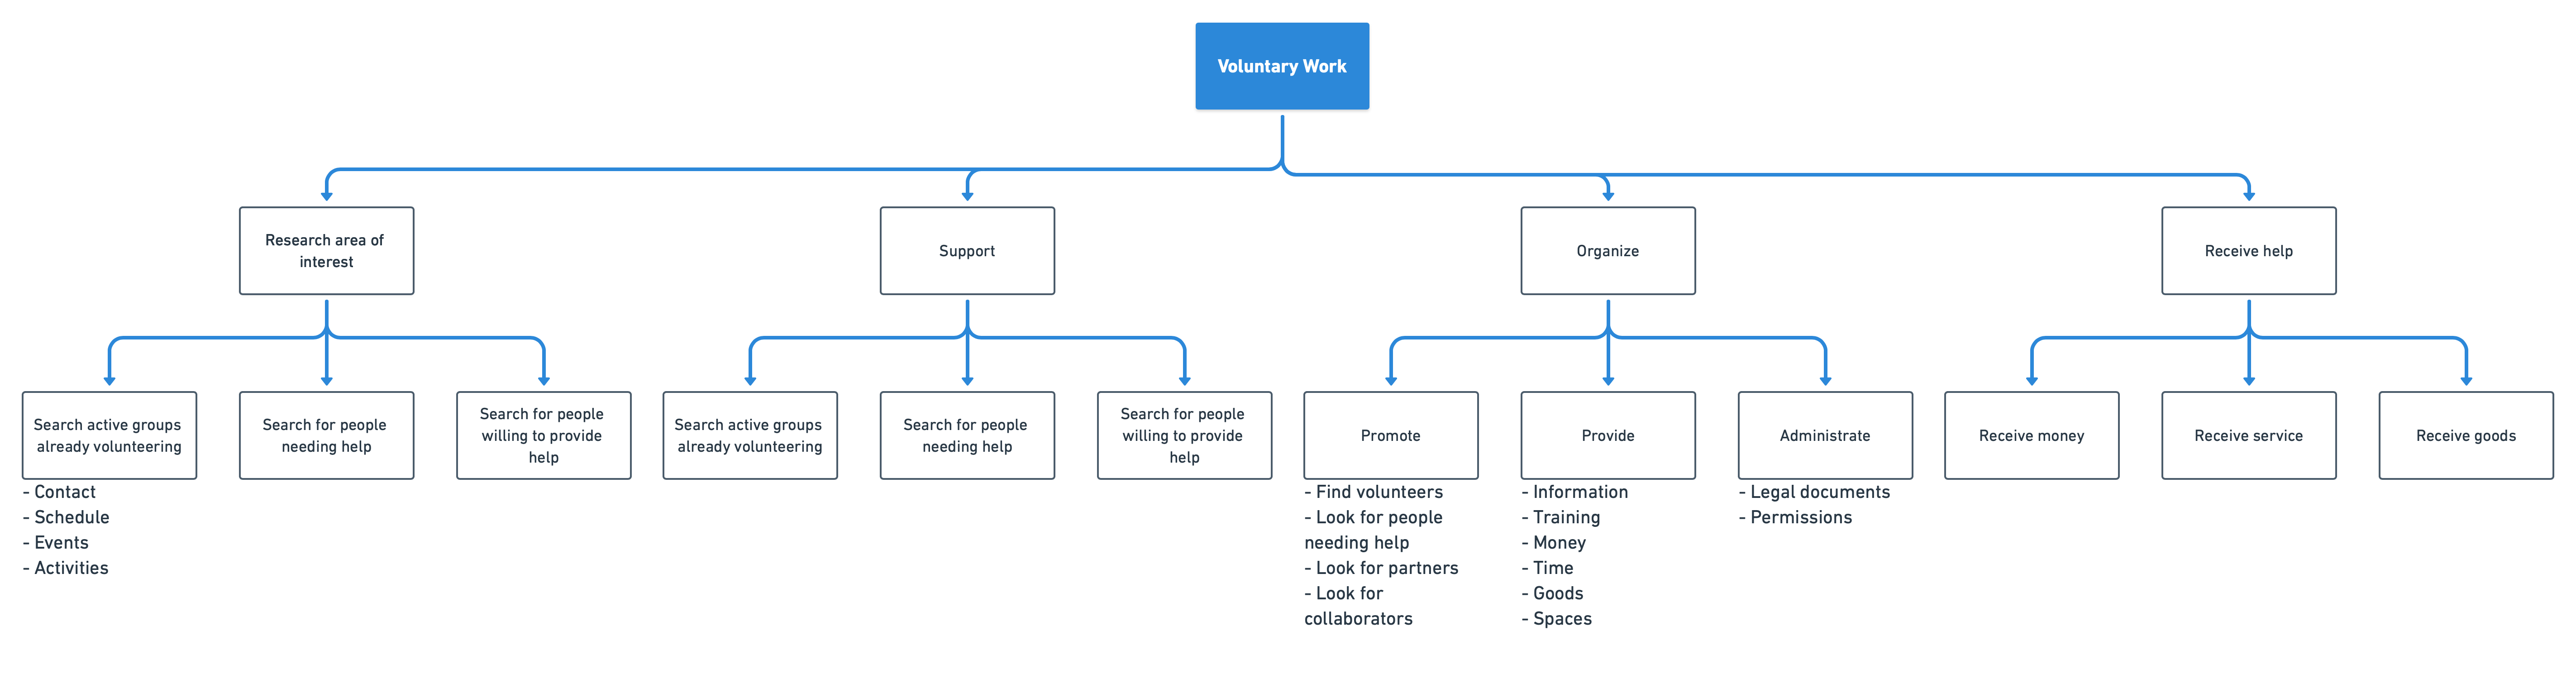 Voluntary Work
Research area of
interest
Support
Organize
Receive help
Search active groups
already volunteering
Search for people
needing help
Search for people
willing to provide
help
Search active groups
already volunteering
Search for people
needing help
Search for people
willing to provide
help
Promote
Provide
Administrate
Receive money
Receive service
Receive goods
- Contact
- Schedule
- Events
- Activities
- Find volunteers
- Look for people
needing help
- Look for partners
- Look for
collaborators
- Information
- Training
- Money
- Time
- Goods
- Spaces
- Legal documents
- Permissions